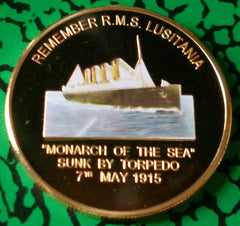 REMEMBER R.M.S. LUSITANIA
"MONARCH OF THE SEA"
SUNK BY TORPEDO
7TH MAY 1915